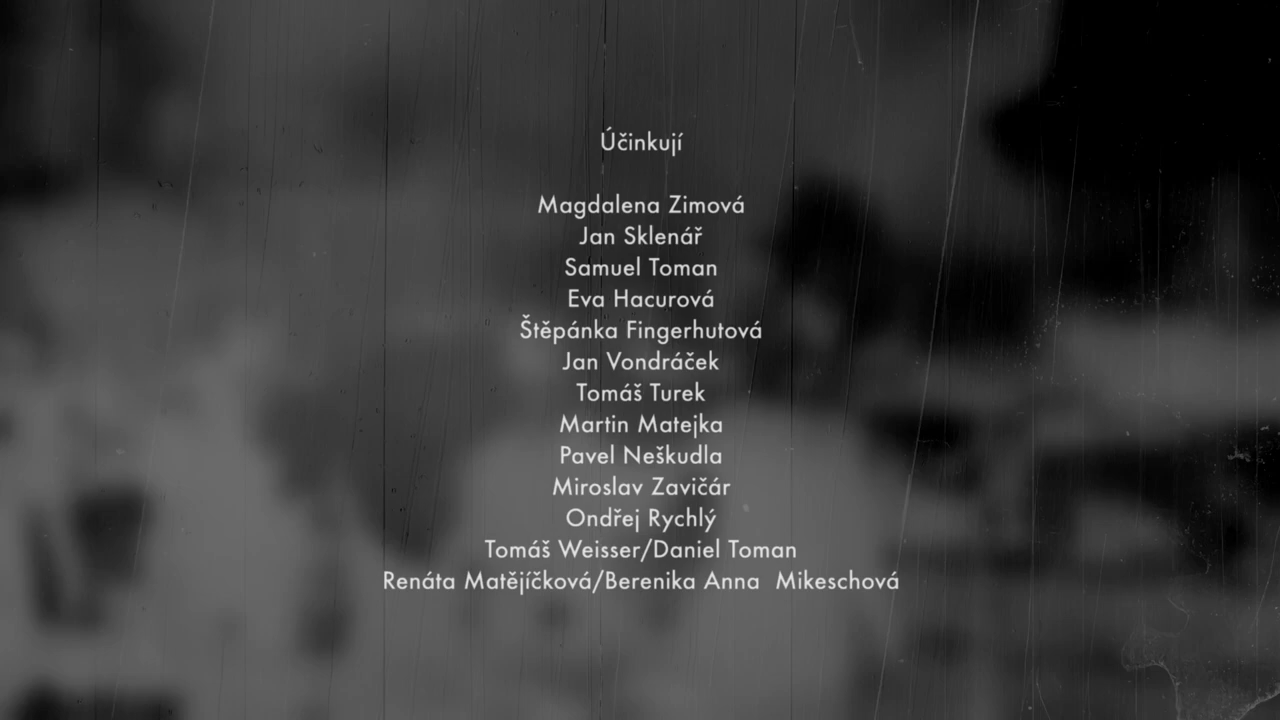 Účinkují
Magdalena Zimová
Jan Sklenář
Samuel Toman
Eva Hacurová
Štěpánka Fingerhutová
Jan Vondráček
Tomáš Turek
Martin Matejka
Pavel Neškudla
Miroslav Zavičár
Ondřej Rychlý
Tomáš Weisser/Daniel Toman
Renáta Matějíčková/Berenika Anna  Mikeschová